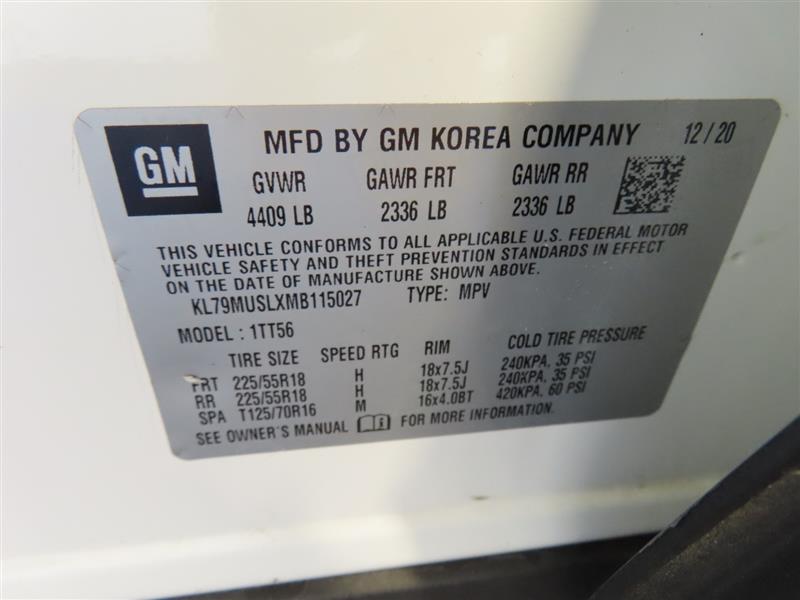 GM
MFD BY GM KOREA COMPANY 12/20
GVWR GAWR FRT GAWR RR
4409 LB 2336 LB 2336 LB
THIS VEHICLE CONFORMS TO ALL APPLICABLE U.S. FEDERAL MOTOR
VEHICLE SAFETY AND THEFT PREVENTION STANDARDS IN EFFECT
ON THE DATE OF MANUFACTURE SHOWN ABOVE.
KL79MUSLXMB115027 TYPE: MPV
MODEL : 1TT56
TIRE SIZE SPEED RTG RIM COLD TIRE PRESSURE
FRT 225/55R18 H 18x7.5J 240KPA, 35 PSI
RR 225/55R18 H 18x7.5J 240KPA, 35 PSI
SPA T125/70R16 M 16x4.0BT 420KPA, 60 PSI
SEE OWNER'S MANUAL FOR MORE INFORMATION.